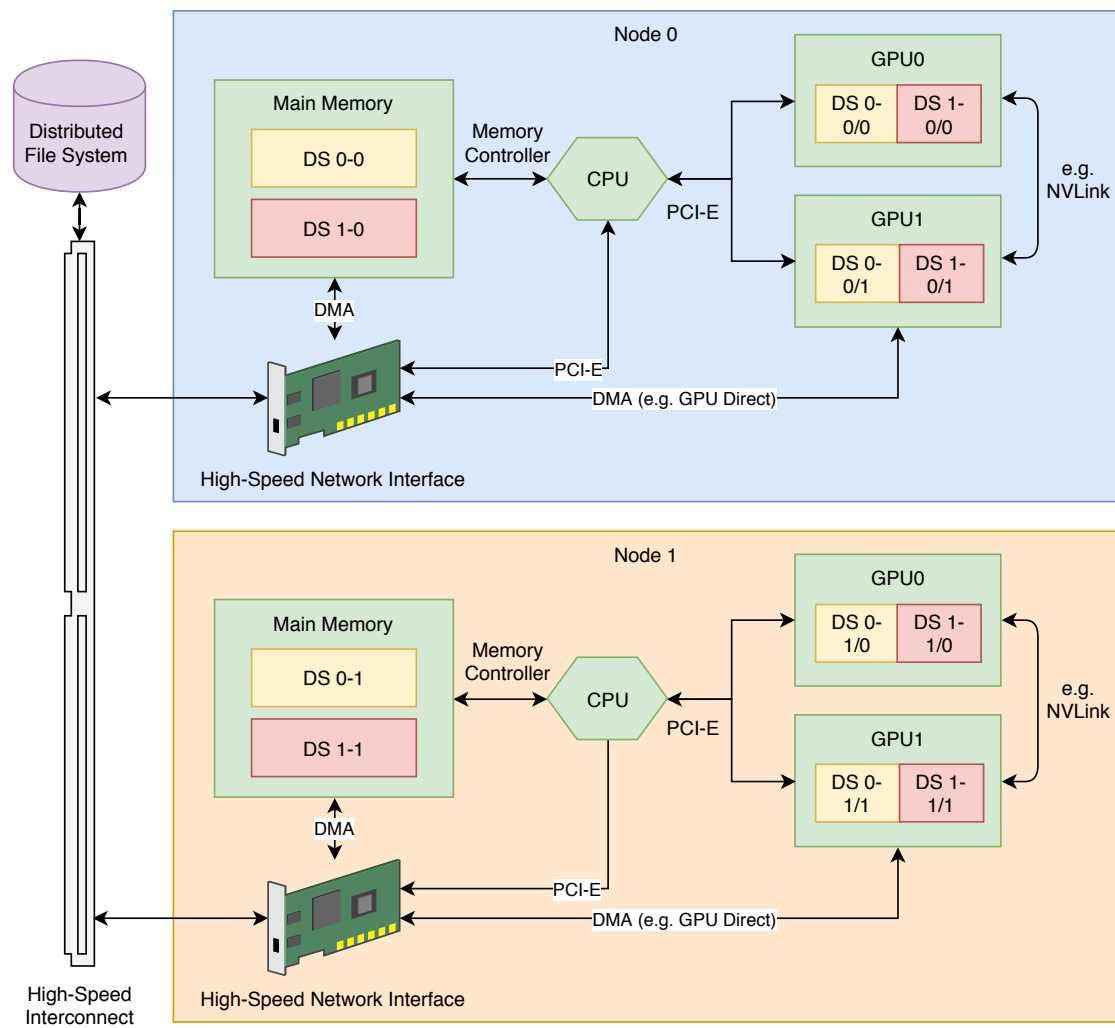 Distributed
File System
High-Speed
Interconnect
Node 0
Main Memory
DS 0-0
DS 1-0
Memory
Controller
CPU
PCI-E
GPU0
DS 0-
0/0
DS 1-
0/0
GPU1
DS 0-
0/1
DS 1-
0/1
e.g.
NVLink
DMA
PCI-E
DMA (e.g. GPU Direct)
High-Speed Network Interface
Node 1
Main Memory
DS 0-1
DS 1-1
Memory
Controller
CPU
PCI-E
GPU0
DS 0-
1/0
DS 1-
1/0
GPU1
DS 0-
1/1
DS 1-
1/1
e.g.
NVLink
DMA
PCI-E
DMA (e.g. GPU Direct)
High-Speed Network Interface